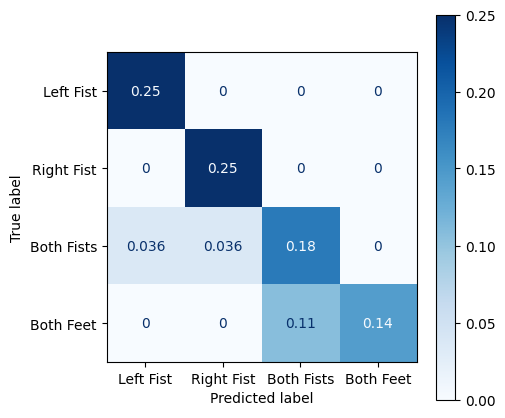 0.25
Left Fist 0.25 0 0 0
0.20
Right Fist 0 0.25 0 0
0.15
True label
0.10
Both Fists 0.036 0.036 0.18 0
0.05
Both Feet 0 0 0.11 0.14
Left Fist Right Fist Both Fists Both Feet
0.00
Predicted label